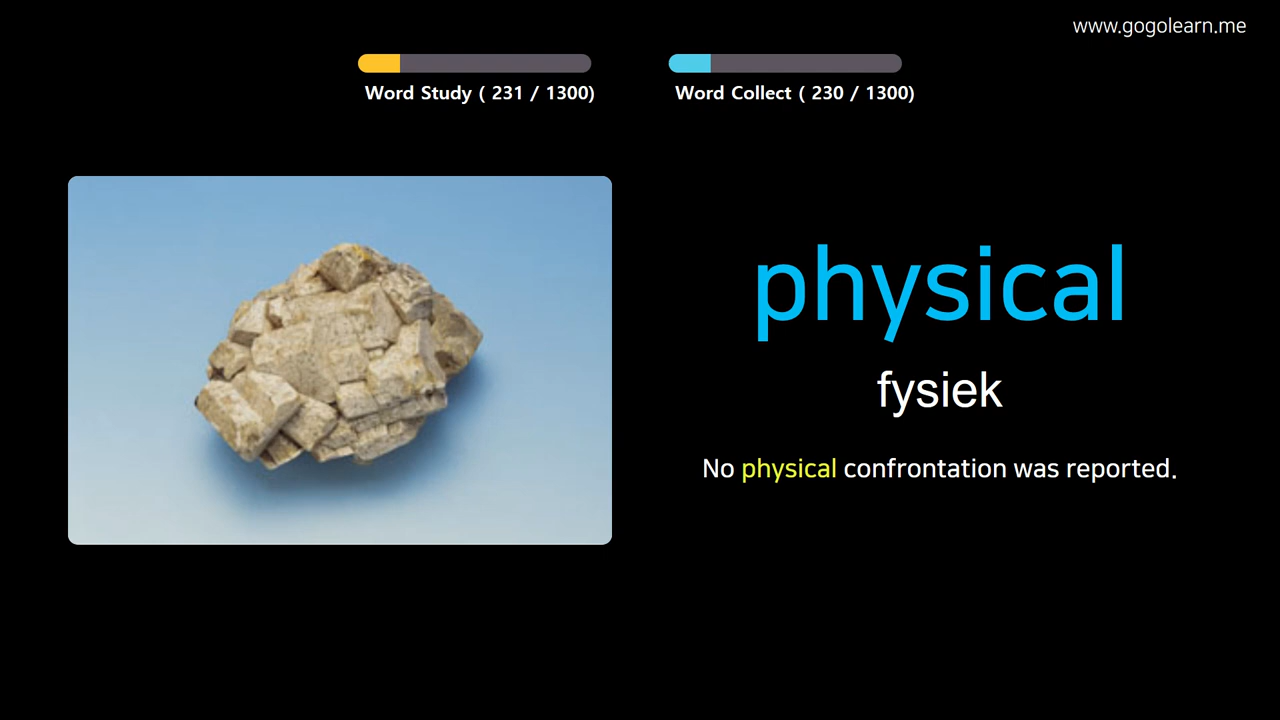 www.gogolearn.me
Word Study ( 231 / 1300)
Word Collect ( 230 / 1300)
physical
fysiek
No physical confrontation was reported.